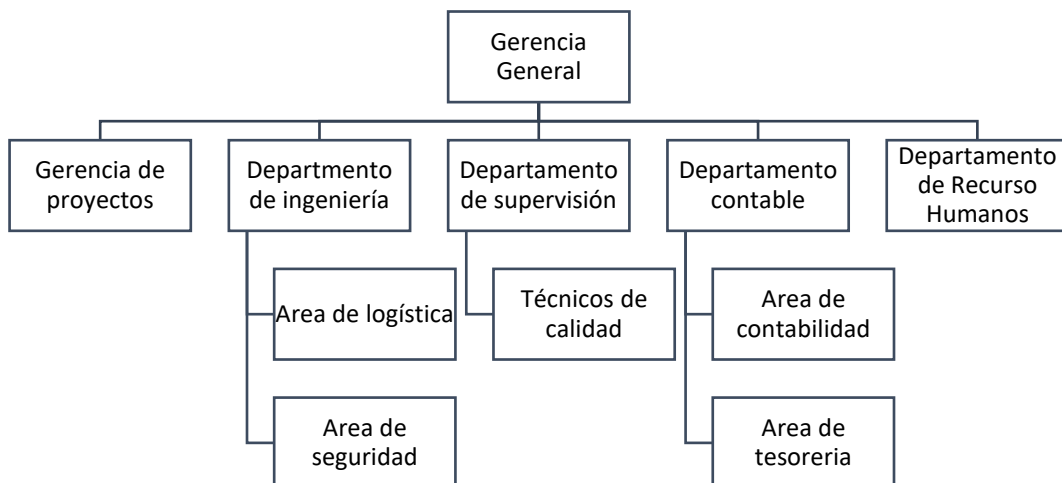 Gerencia
General
Gerencia de
proyectos
Departmento
de ingeniería
Departamento
de supervisión
Departamento
contable
Departamento
de Recurso
Humanos
Area de logística
Técnicos de
calidad
Area de
contabilidad
Area de
seguridad
Area de
tesoreria